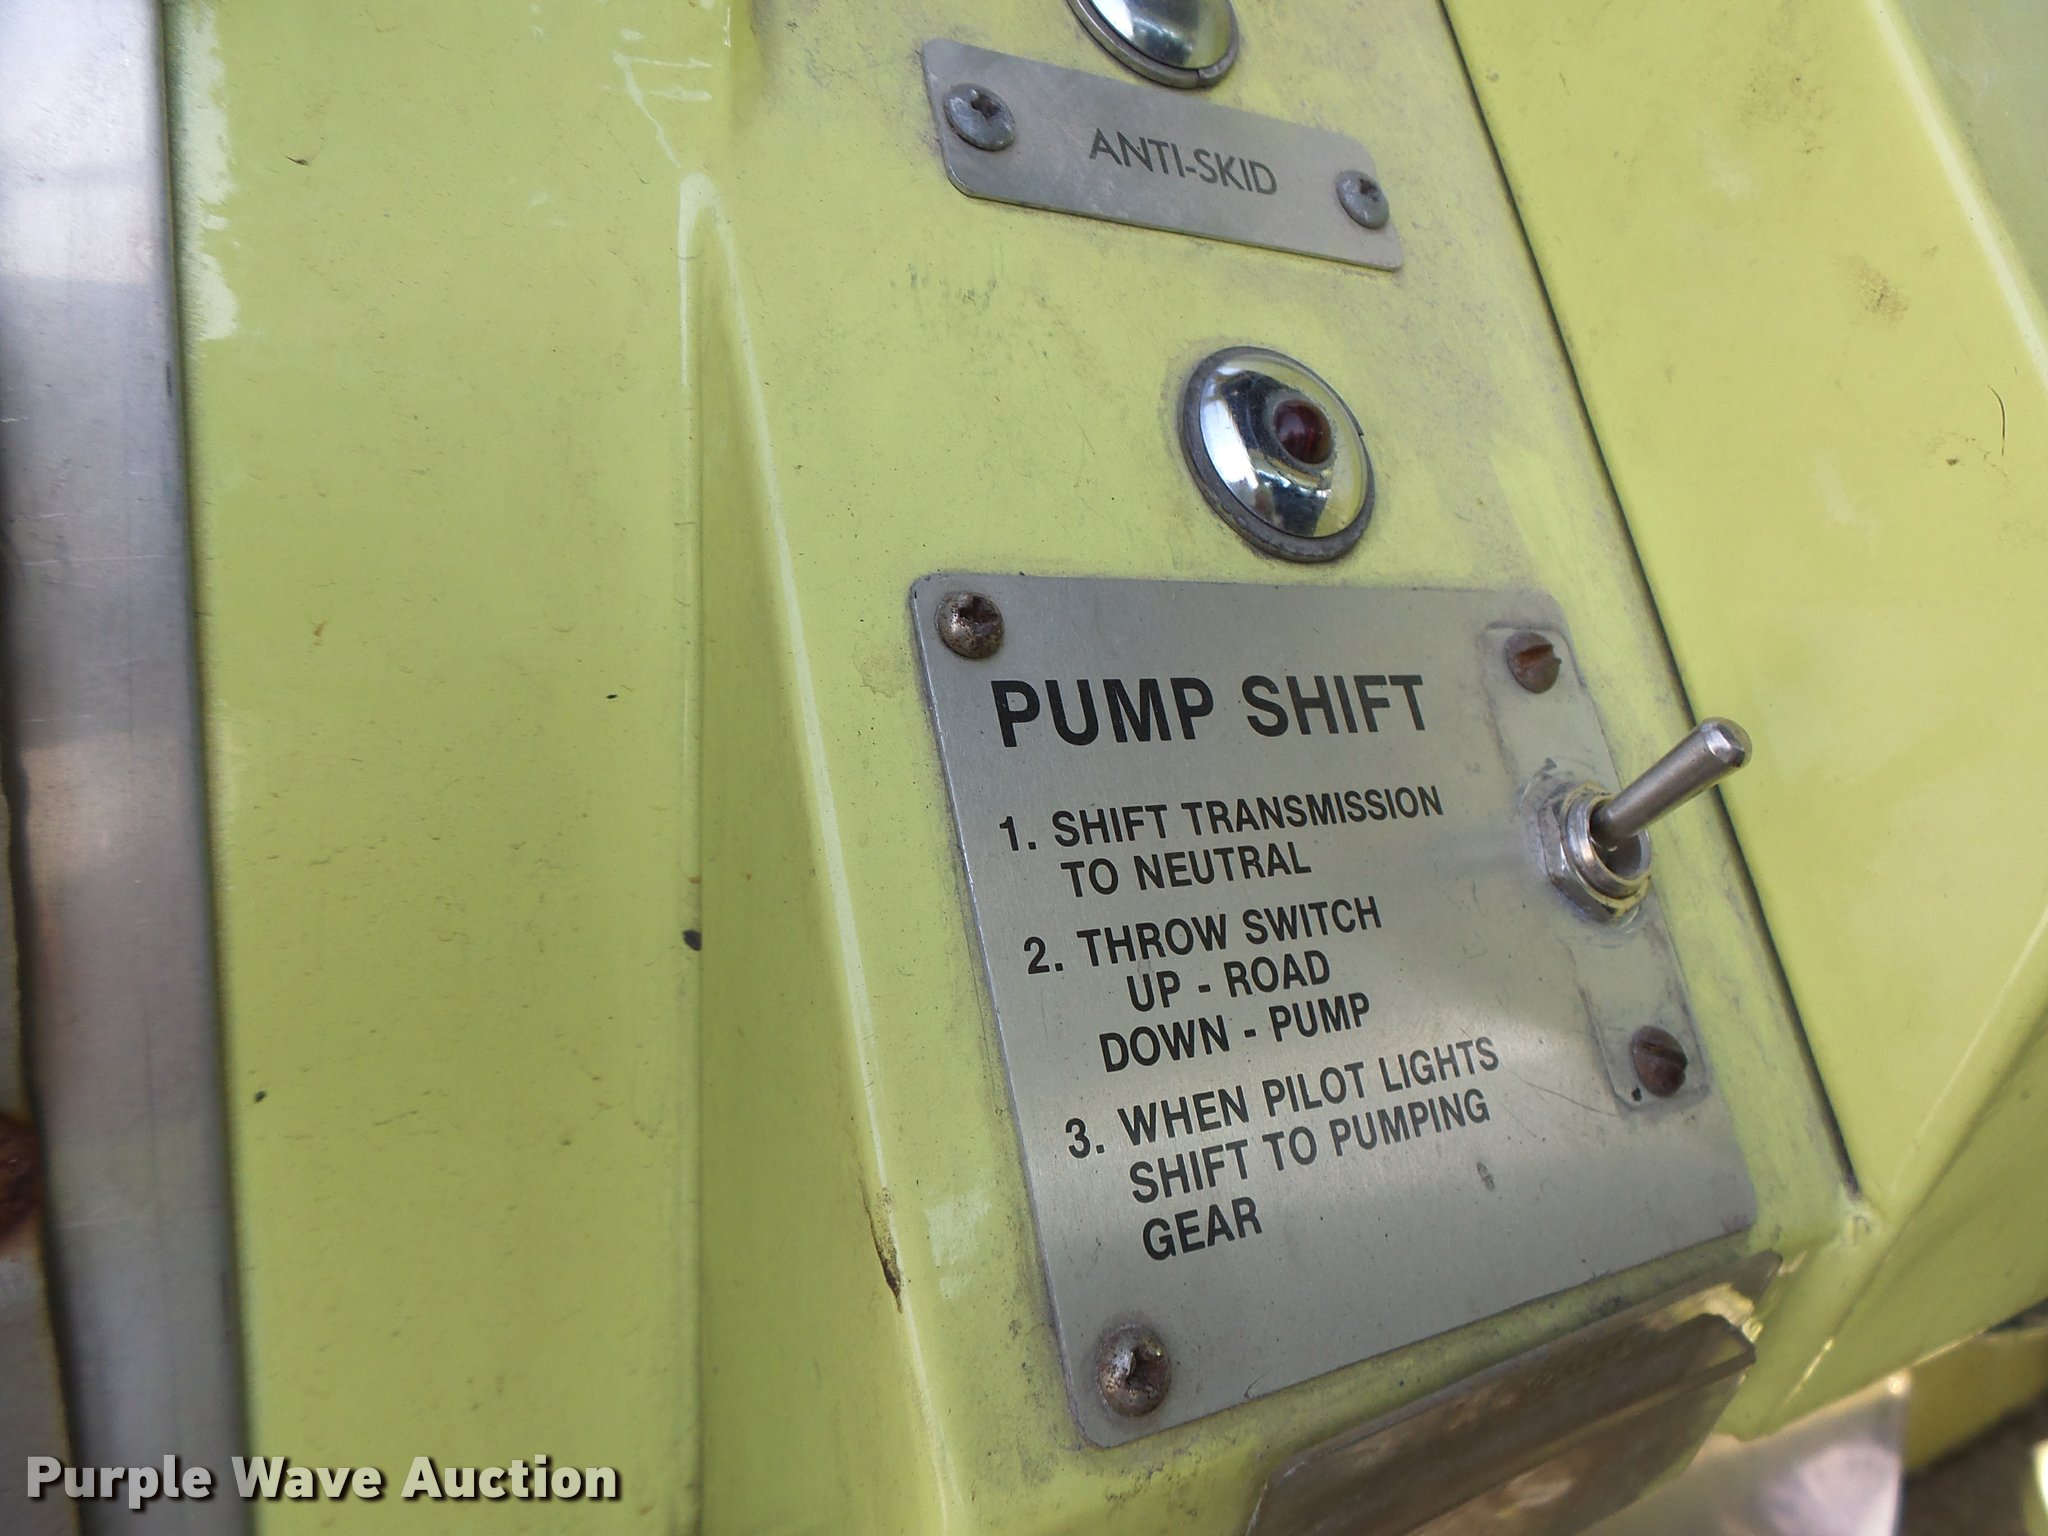 ANTI-SKID
PUMP SHIFT
1. SHIFT TRANSMISSION
TO NEUTRAL
2. THROW SWITCH
UP - ROAD
DOWN - PUMP
3. WHEN PILOT LIGHTS
SHIFT TO PUMPING
GEAR
Purple Wave Auction